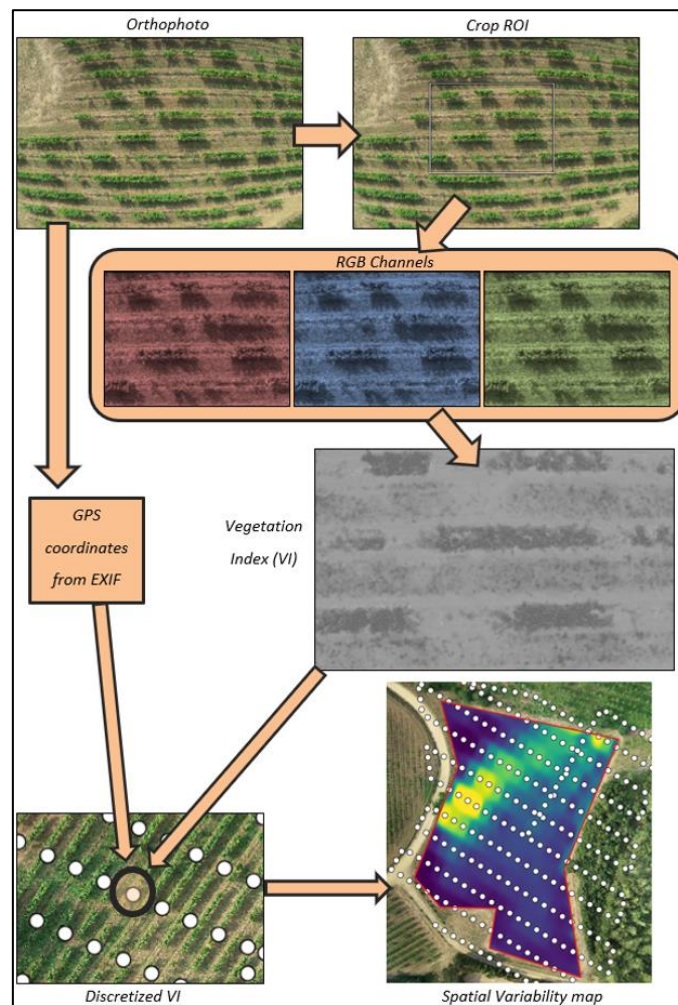 Orthophoto
Crop ROI
RGB Channels
GPS
coordinates
from EXIF
Vegetation
Index (VI)
Discretized VI
Spatial Variability map